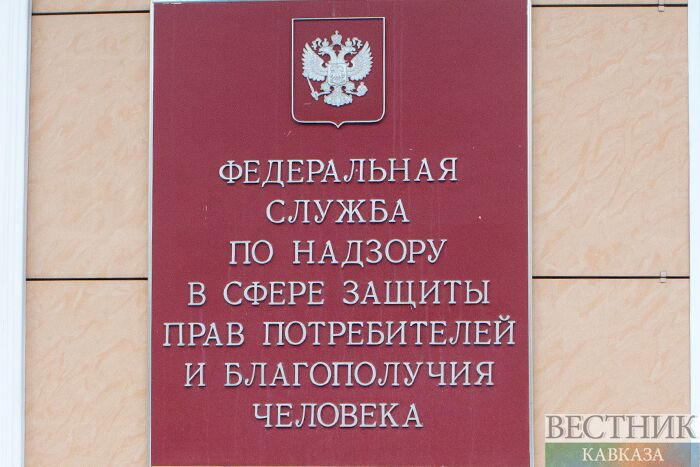 ФЕДЕРАЛЬНАЯ
СЛУЖБА
ПО НАДЗОРУ
В СФЕРЕ ЗАЩИТЫ
ПРАВ ПОТРЕБИТЕЛЕЙ
И БЛАГОПОЛУЧИЯ
ЧЕЛОВЕКА
ВЕСТНИК
КАВКАЗА